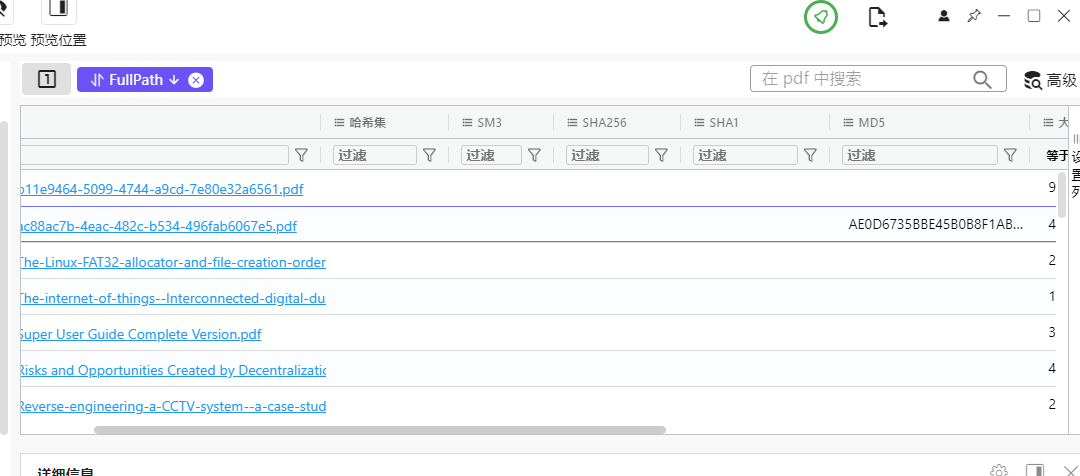 预览 预览位置
1 FullPath 在 pdf 中搜索 高级
哈希集 SM3 SHA256 SHA1 MD5 大
过滤 过滤 过滤 过滤 过滤 等于
设置列
b11e9464-5099-4744-a9cd-7e80e32a6561.pdf 9
ac88ac7b-4eac-482c-b534-496fab6067e5.pdf AE0D6735BBE45B0B8F1AB... 4
The-Linux-FAT32-allocator-and-file-creation-order 2
The-internet-of-things--Interconnected-digital-du 1
Super User Guide Complete Version.pdf 3
Risks and Opportunities Created by Decentralizatic 4
Reverse-engineering-a-CCTV-system--a-case-stud 2
详细信息